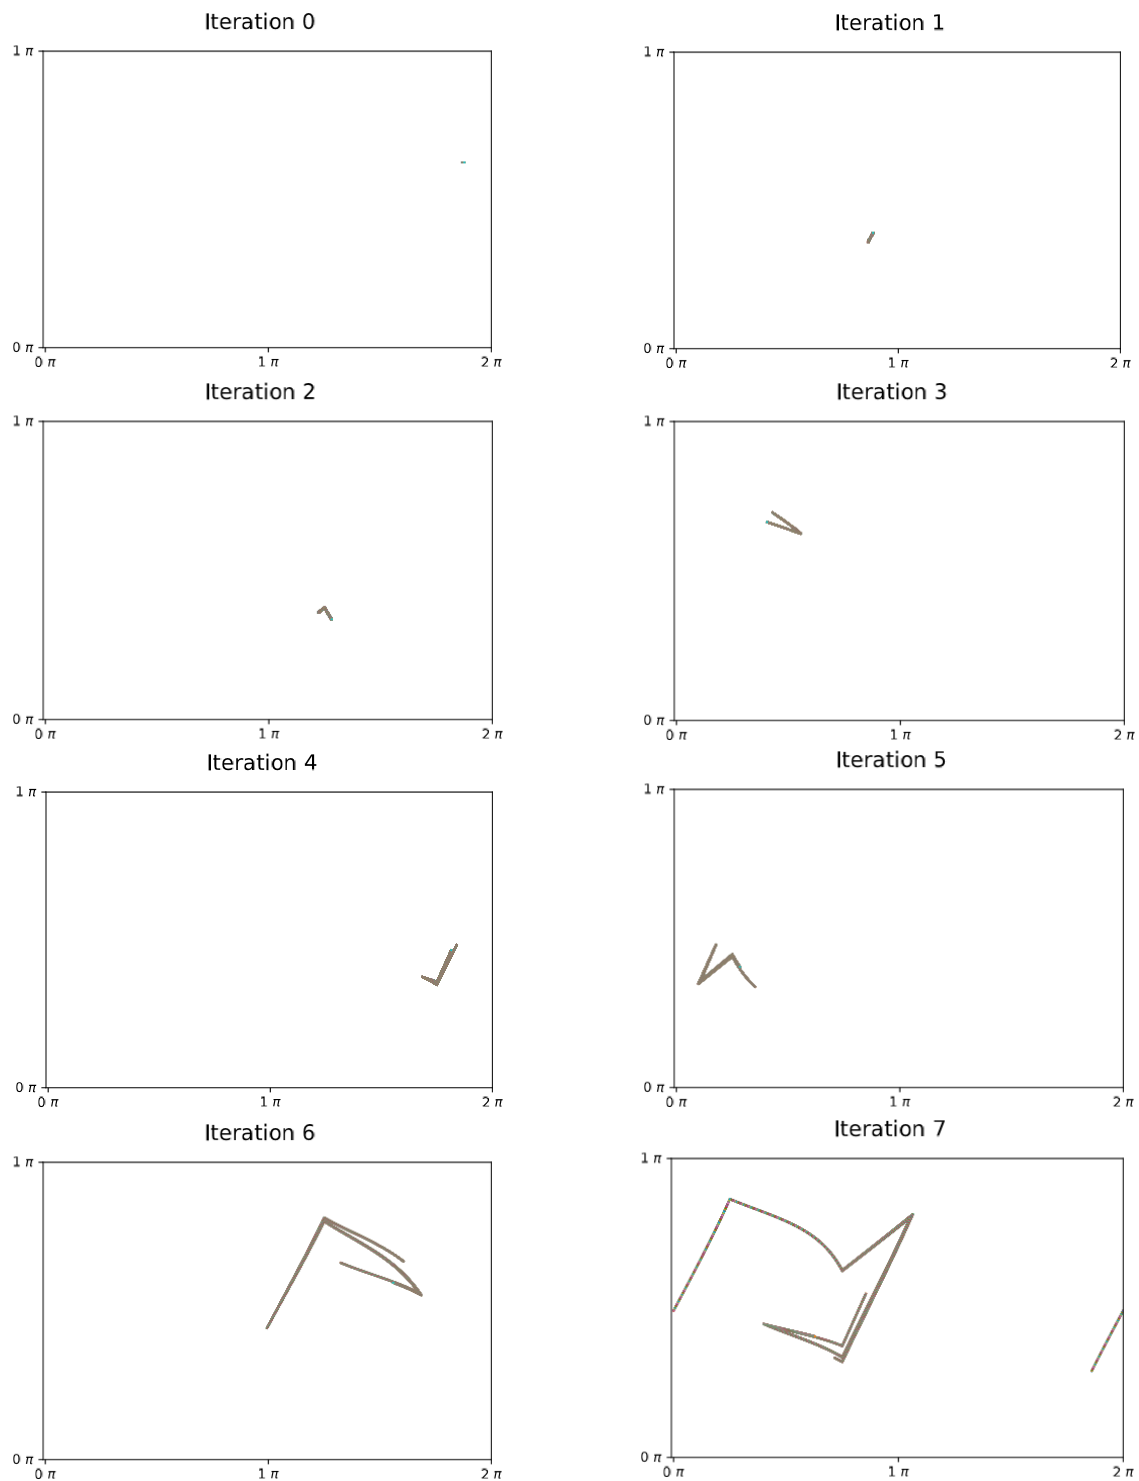 Iteration 0
Iteration 1
1 π
1 π
0 π
0 π
0 π
1 π
2 π
0 π
1 π
2 π
Iteration 2
Iteration 3
1 π
1 π
0 π
0 π
0 π
1 π
2 π
0 π
1 π
2 π
Iteration 4
Iteration 5
1 π
1 π
0 π
0 π
0 π
1 π
2 π
0 π
1 π
2 π
Iteration 6
Iteration 7
1 π
1 π
0 π
0 π
0 π
1 π
2 π
0 π
1 π
2 π